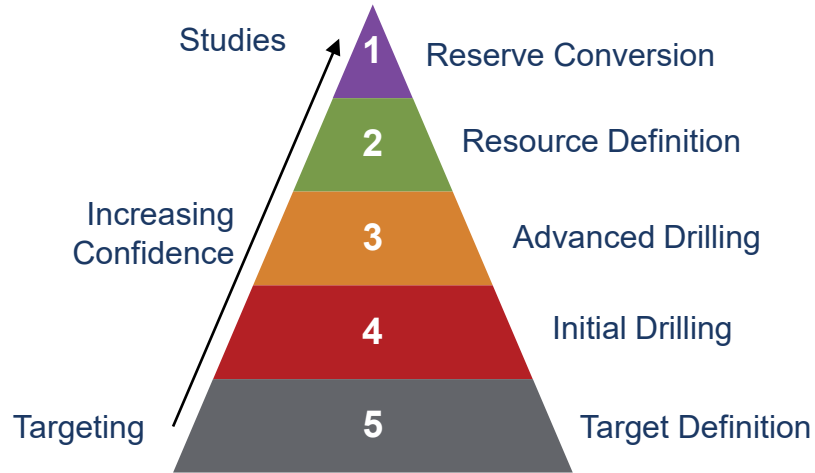 Studies
1
Reserve Conversion
2
Resource Definition
Increasing
Confidence
3
Advanced Drilling
4
Initial Drilling
Targeting
5
Target Definition